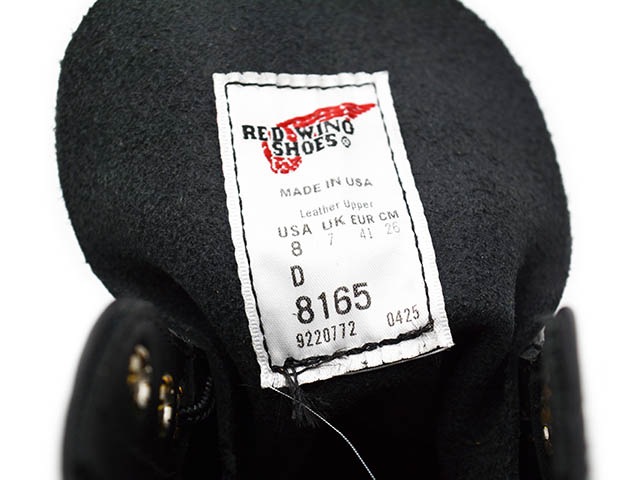 RED WING
SHOES®
MADE IN USA
Leather Upper
USA UK EUR CM
8 7 41 26
D
8165
9220772 0425